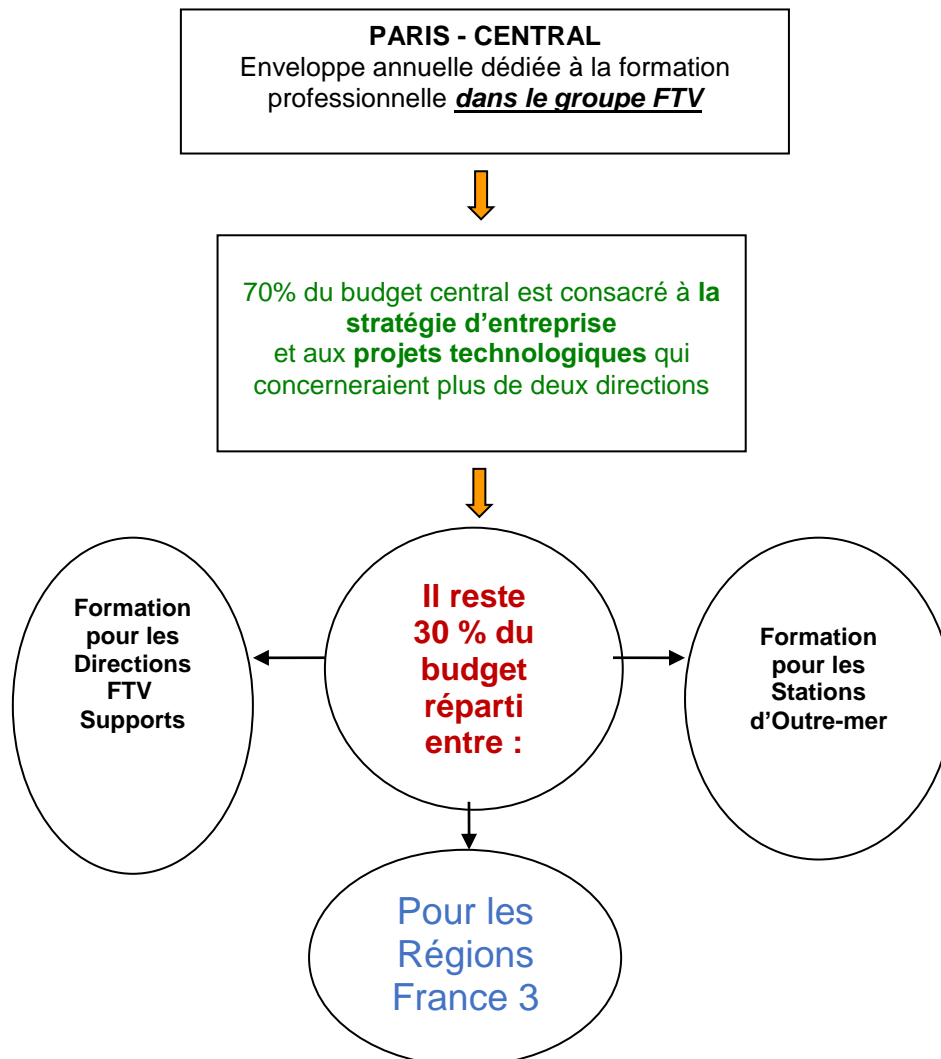 PARIS - CENTRAL
Enveloppe annuelle dédiée à la formation
professionnelle dans le groupe FTV
70% du budget central est consacré à la
stratégie d’entreprise
et aux projets technologiques qui
concerneraient plus de deux directions
Formation
pour les
Directions
FTV
Supports
Il reste
30 % du
budget
réparti
entre :
Formation
pour les
Stations
d’Outre-mer
Pour les
Régions
France 3